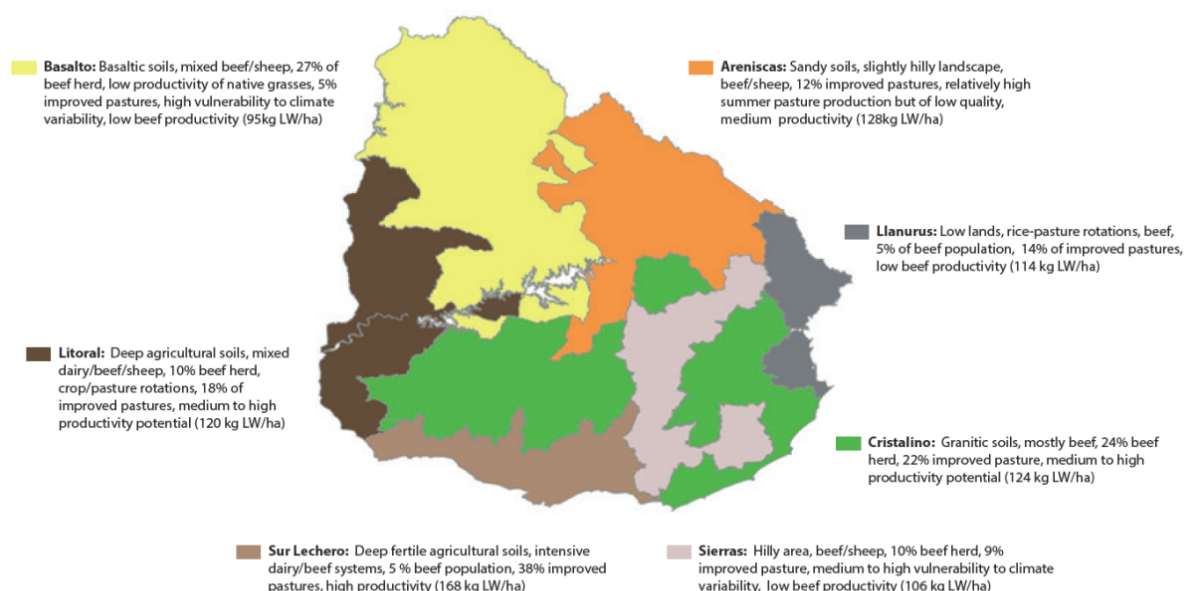 Basalto: Basaltic soils, mixed beef/sheep, 27% of
beef herd, low productivity of native grasses, 5%
improved pastures, high vulnerability to climate
variability, low beef productivity (95kg LW/ha)
Areniscas: Sandy soils, slightly hilly landscape,
beef/sheep, 12% improved pastures, relatively high
summer pasture production but of low quality,
medium productivity (128kg LW/ha)
Llanurus: Low lands, rice-pasture rotations, beef,
5% of beef population, 14% of improved pastures,
low beef productivity (114 kg LW/ha)
Litoral: Deep agricultural soils, mixed
dairy/beef/sheep, 10% beef herd,
crop/pasture rotations, 18% of
improved pastures, medium to high
productivity potential (120 kg LW/ha)
Cristalino: Granitic soils, mostly beef, 24% beef
herd, 22% improved pasture, medium to high
productivity potential (124 kg LW/ha)
Sur Lechero: Deep fertile agricultural soils, intensive
dairy/beef systems, 5 % beef population, 38% improved
pastures, high productivity (168 kg LW/ha)
Sierras: Hilly area, beef/sheep, 10% beef herd, 9%
improved pasture, medium to high vulnerability to climate
variability, low beef productivity (106 kg LW/ha)